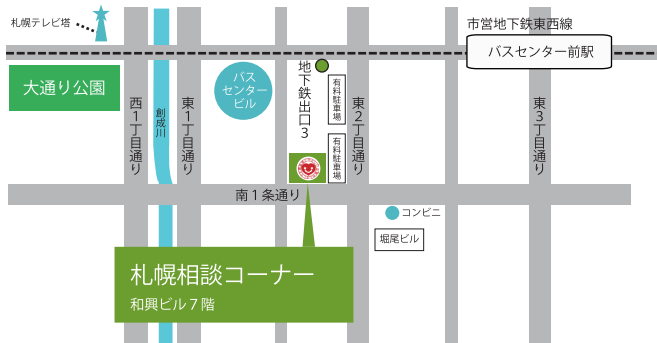 札幌テレビ塔
市営地下鉄東西線
バスセンター前駅
大通り公園
バス
センター
ビル
地下鉄出口3
有料駐車場
西1丁目通り
創成川
東1丁目通り
東2丁目通り
東3丁目通り
有料駐車場
南1条通り
コンビニ
堀尾ビル
札幌相談コーナー
和興ビル7階